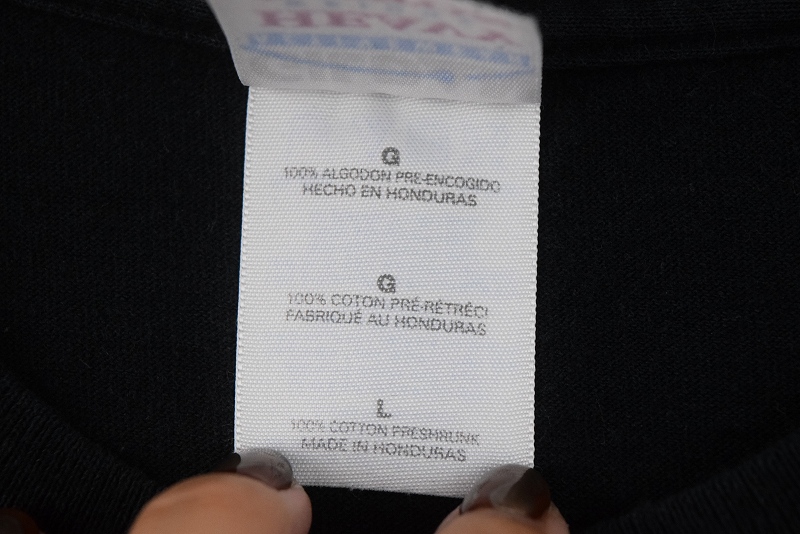 HEVAX
G
100% ALGODON PRE-ENCOGIDO
HECHO EN HONDURAS
G
100% COTON PRÉ-RÉTRÉCI
FABRIQUÉ AU HONDURAS
L
100% COTTON PRESHRUNK
MADE IN HONDURAS